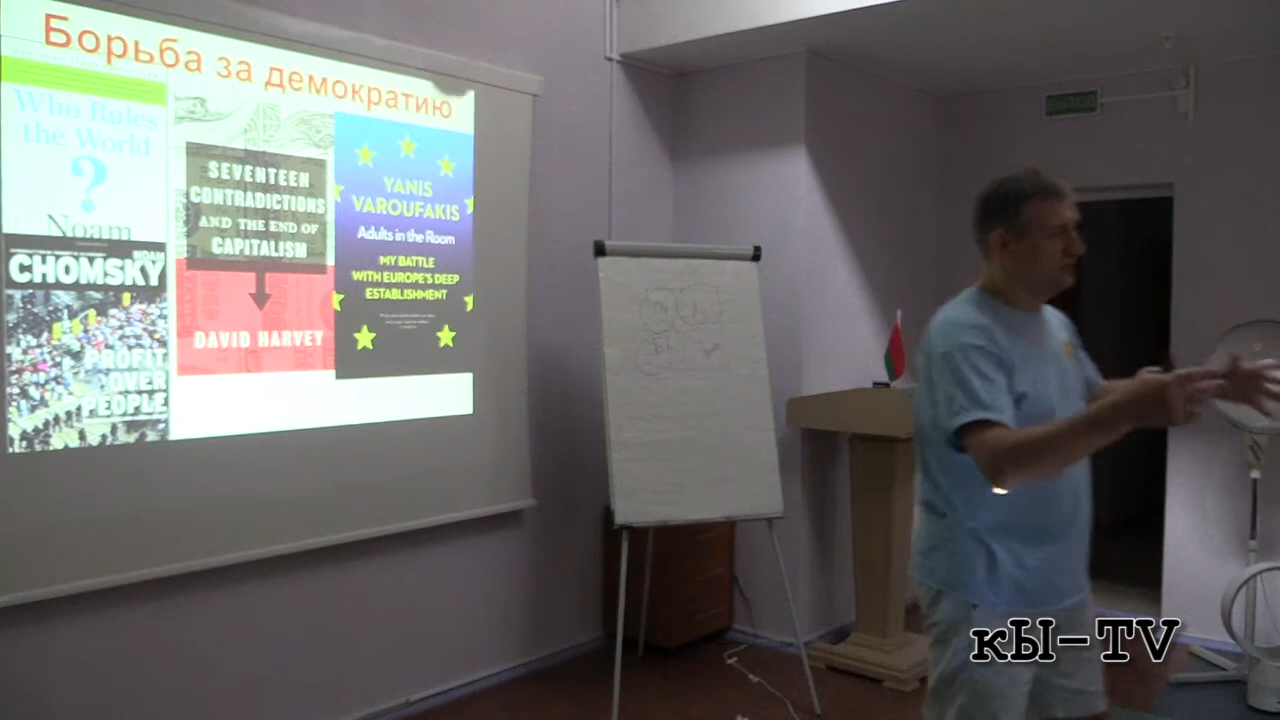 Борьба за демократию
Who Rules
the World
?
Noam
NOAM
CHOMSKY
PROFIT
OVER
PEOPLE
SEVENTEEN
CONTRADICTIONS
AND THE END OF
CAPITALISM
DAVID HARVEY
YANIS
VAROUFAKIS
Adults in the Room
MY BATTLE
WITH EUROPE'S DEEP
ESTABLISHMENT
кЫ-TV